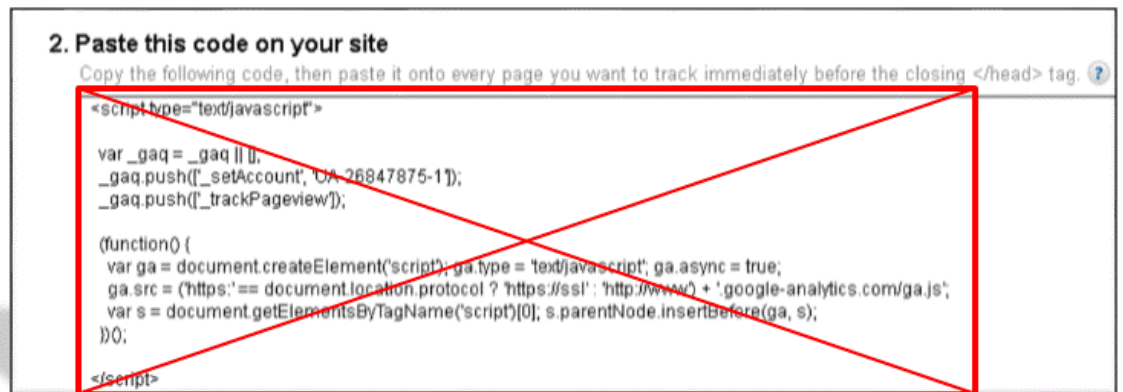 2. Paste this code on your site
Copy the following code, then paste it onto every page you want to track immediately before the closing </head> tag. ?
<script type="text/javascript">
var _gaq = _gaq || [];
_gaq.push(['_setAccount', 'UA-26847875-1']);
_gaq.push(['_trackPageview']);
(function() {
var ga = document.createElement('script'); ga.type = 'text/javascript'; ga.async = true;
ga.src = ('https:' == document.location.protocol ? 'https://ssl' : 'http://www') + '.google-analytics.com/ga.js';
var s = document.getElementsByTagName('script')[0]; s.parentNode.insertBefore(ga, s);
})();
</script>